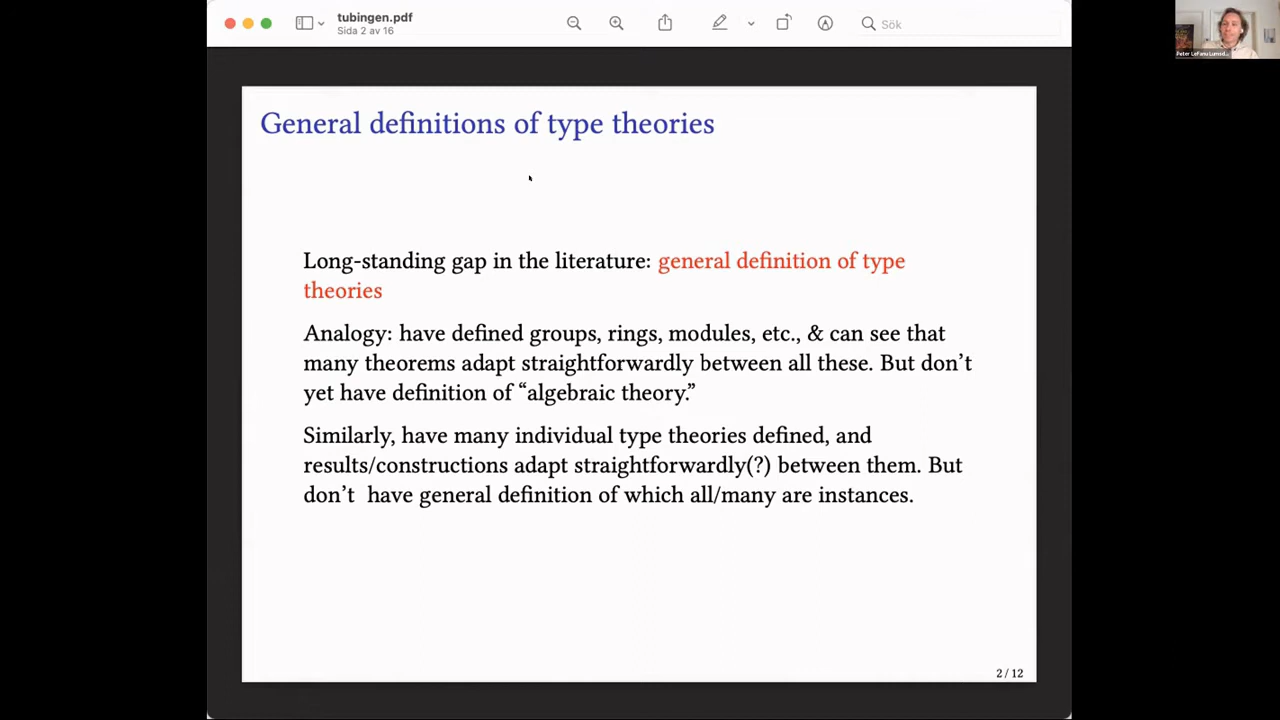 tubingen.pdf
Sida 2 av 16
Sök
General definitions of type theories
Long-standing gap in the literature: general definition of type
theories
Analogy: have defined groups, rings, modules, etc., & can see that
many theorems adapt straightforwardly between all these. But don’t
yet have definition of “algebraic theory.”
Similarly, have many individual type theories defined, and
results/constructions adapt straightforwardly(?) between them. But
don’t have general definition of which all/many are instances.
2 / 12
Peter LeFanu